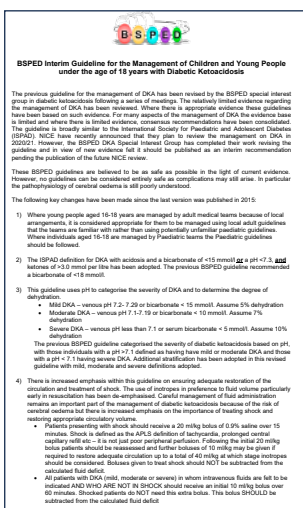 BSPED
BSPED Interim Guideline for the Management of Children and Young People
under the age of 18 years with Diabetic Ketoacidosis
The previous guideline for the management of DKA has been revised by the BSPED special interest
group in diabetic ketoacidosis following a series of meetings. The relatively limited evidence regarding
the management of DKA has been reviewed. Where there is appropriate evidence these guidelines
have been based on such evidence. For many aspects of the management of DKA the evidence base
is limited and where there is limited evidence, consensus recommendations have been consolidated.
The guideline is broadly similar to the International Society for Paediatric and Adolescent Diabetes
(ISPAD). NICE have recently announced that they plan to review the management on DKA in
2020/21. However, the BSPED DKA Special Interest Group has completed their work revising the
guideline and in view of new evidence felt it should be published as an interim recommendation
pending the publication of the future NICE review.
These BSPED guidelines are believed to be as safe as possible in the light of current evidence.
However, no guidelines can be considered entirely safe as complications may still arise. In particular
the pathophysiology of cerebral oedema is still poorly understood.
The following key changes have been made since the last version was published in 2015:
1) Where young people aged 16-18 years are managed by adult medical teams because of local
arrangements, it is considered appropriate for them to be managed using local adult guidelines
that the teams are familiar with rather than using potentially unfamiliar paediatric guidelines.
Where individuals aged 16-18 are managed by Paediatric teams the Paediatric guidelines
should be followed.
2) The ISPAD definition for DKA with acidosis and a bicarbonate of <15 mmol/l or a pH <7.3, and
ketones of >3.0 mmol per litre has been adopted. The previous BSPED guideline recommended
a bicarbonate of <18 mmol/l.
3) This guideline uses pH to categorise the severity of DKA and to determine the degree of
dehydration.
• Mild DKA – venous pH 7.2- 7.29 or bicarbonate < 15 mmol/l. Assume 5% dehydration
• Moderate DKA – venous pH 7.1-7.19 or bicarbonate < 10 mmol/l. Assume 7%
dehydration
• Severe DKA – venous pH less than 7.1 or serum bicarbonate < 5 mmol/l. Assume 10%
dehydration
The previous BSPED guideline categorised the severity of diabetic ketoacidosis based on pH,
with those individuals with a pH >7.1 defined as having have mild or moderate DKA and those
with a pH < 7.1 having severe DKA. Additional stratification has been adopted in this revised
guideline with mild, moderate and severe definitions adopted.
4) There is increased emphasis within this guideline on ensuring adequate restoration of the
circulation and treatment of shock. The use of inotropes in preference to fluid volume particularly
early in resuscitation has been de-emphasised. Careful management of fluid administration
remains an important part of the management of diabetic ketoacidosis because of the risk of
cerebral oedema but there is increased emphasis on the importance of treating shock and
restoring appropriate circulatory volume.
• Patients presenting with shock should receive a 20 ml/kg bolus of 0.9% saline over 15
minutes. Shock is defined as the APLS definition of tachycardia, prolonged central
capillary refill etc – it is not just poor peripheral perfusion. Following the initial 20 ml/kg
bolus patients should be reassessed and further boluses of 10 ml/kg may be given if
required to restore adequate circulation up to a total of 40 ml/kg at which stage inotropes
should be considered. Boluses given to treat shock should NOT be subtracted from the
calculated fluid deficit.
• All patients with DKA (mild, moderate or severe) in whom intravenous fluids are felt to be
indicated AND WHO ARE NOT IN SHOCK should receive an initial 10 ml/kg bolus over
60 minutes. Shocked patients do NOT need this extra bolus. This bolus SHOULD be
subtracted from the calculated fluid deficit